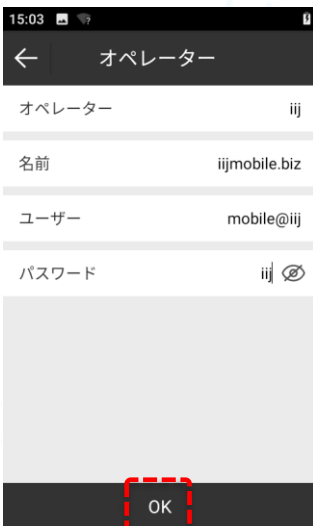 15:03
オペレーター
オペレーター iij
名前 iijmobile.biz
ユーザー mobile@iij
パスワード iij
OK